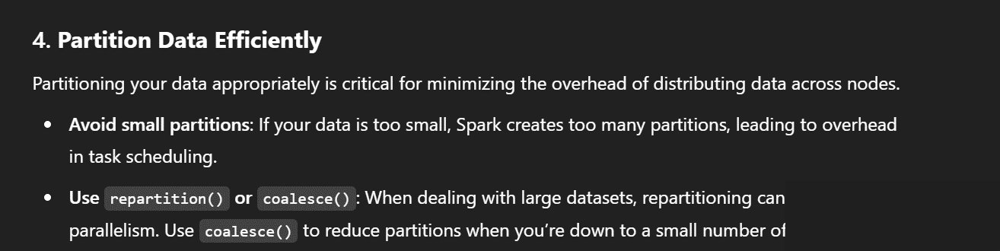 4. Partition Data Efficiently
Partitioning your data appropriately is critical for minimizing the overhead of distributing data across nodes.
• Avoid small partitions: If your data is too small, Spark creates too many partitions, leading to overhead
in task scheduling.
• Use repartition() or coalesce(): When dealing with large datasets, repartitioning can
parallelism. Use coalesce() to reduce partitions when you’re down to a small number of